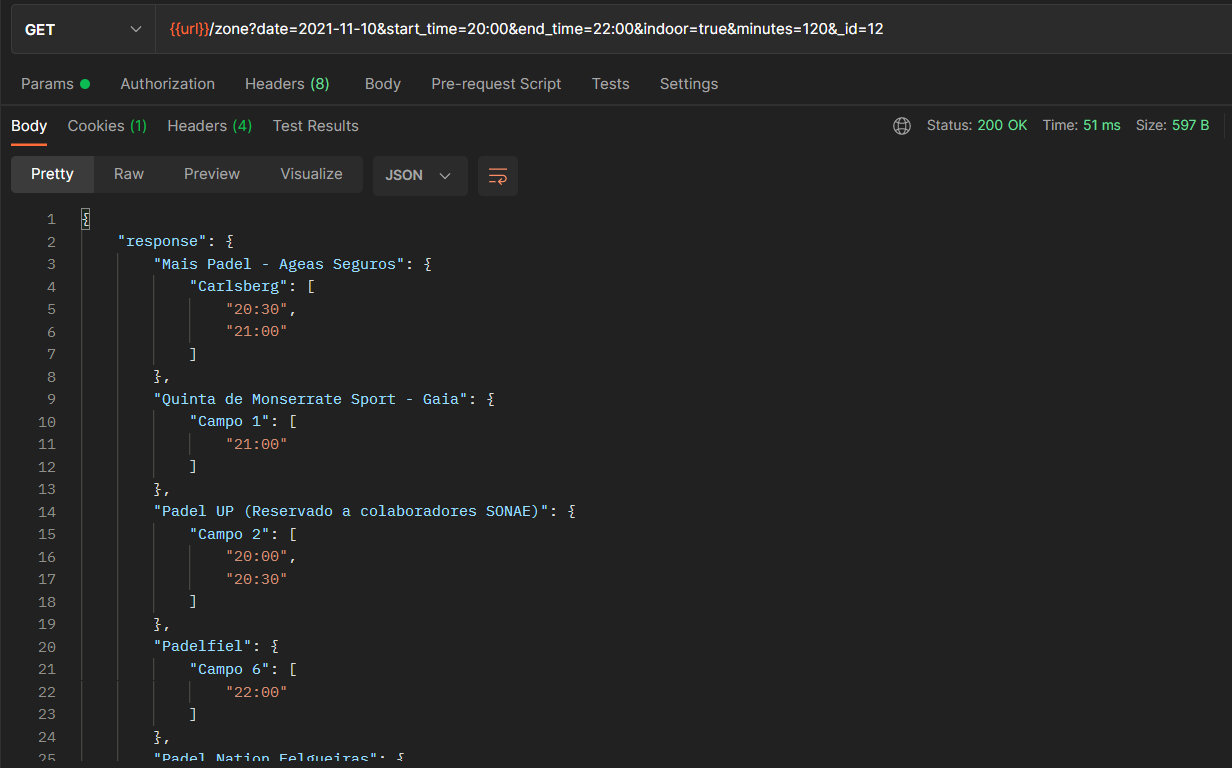 GET {{url}}/zone?date=2021-11-10&start_time=20:00&end_time=22:00&indoor=true&minutes=120&_id=12
Params Authorization Headers (8) Body Pre-request Script Tests Settings
Body Cookies (1) Headers (4) Test Results Status: 200 OK Time: 51 ms Size: 597 B
Pretty Raw Preview Visualize JSON
1 {
2 "response": {
3 "Mais Padel - Ageas Seguros": {
4 "Carlsberg": [
5 "20:30",
6 "21:00"
7 ]
8 },
9 "Quinta de Monserrate Sport - Gaia": {
10 "Campo 1": [
11 "21:00"
12 ]
13 },
14 "Padel UP (Reservado a colaboradores SONAE)": {
15 "Campo 2": [
16 "20:00",
17 "20:30"
18 ]
19 },
20 "Padelfiel": {
21 "Campo 6": [
22 "22:00"
23 ]
24 },
25 "Padel Nation Felgueiras": {